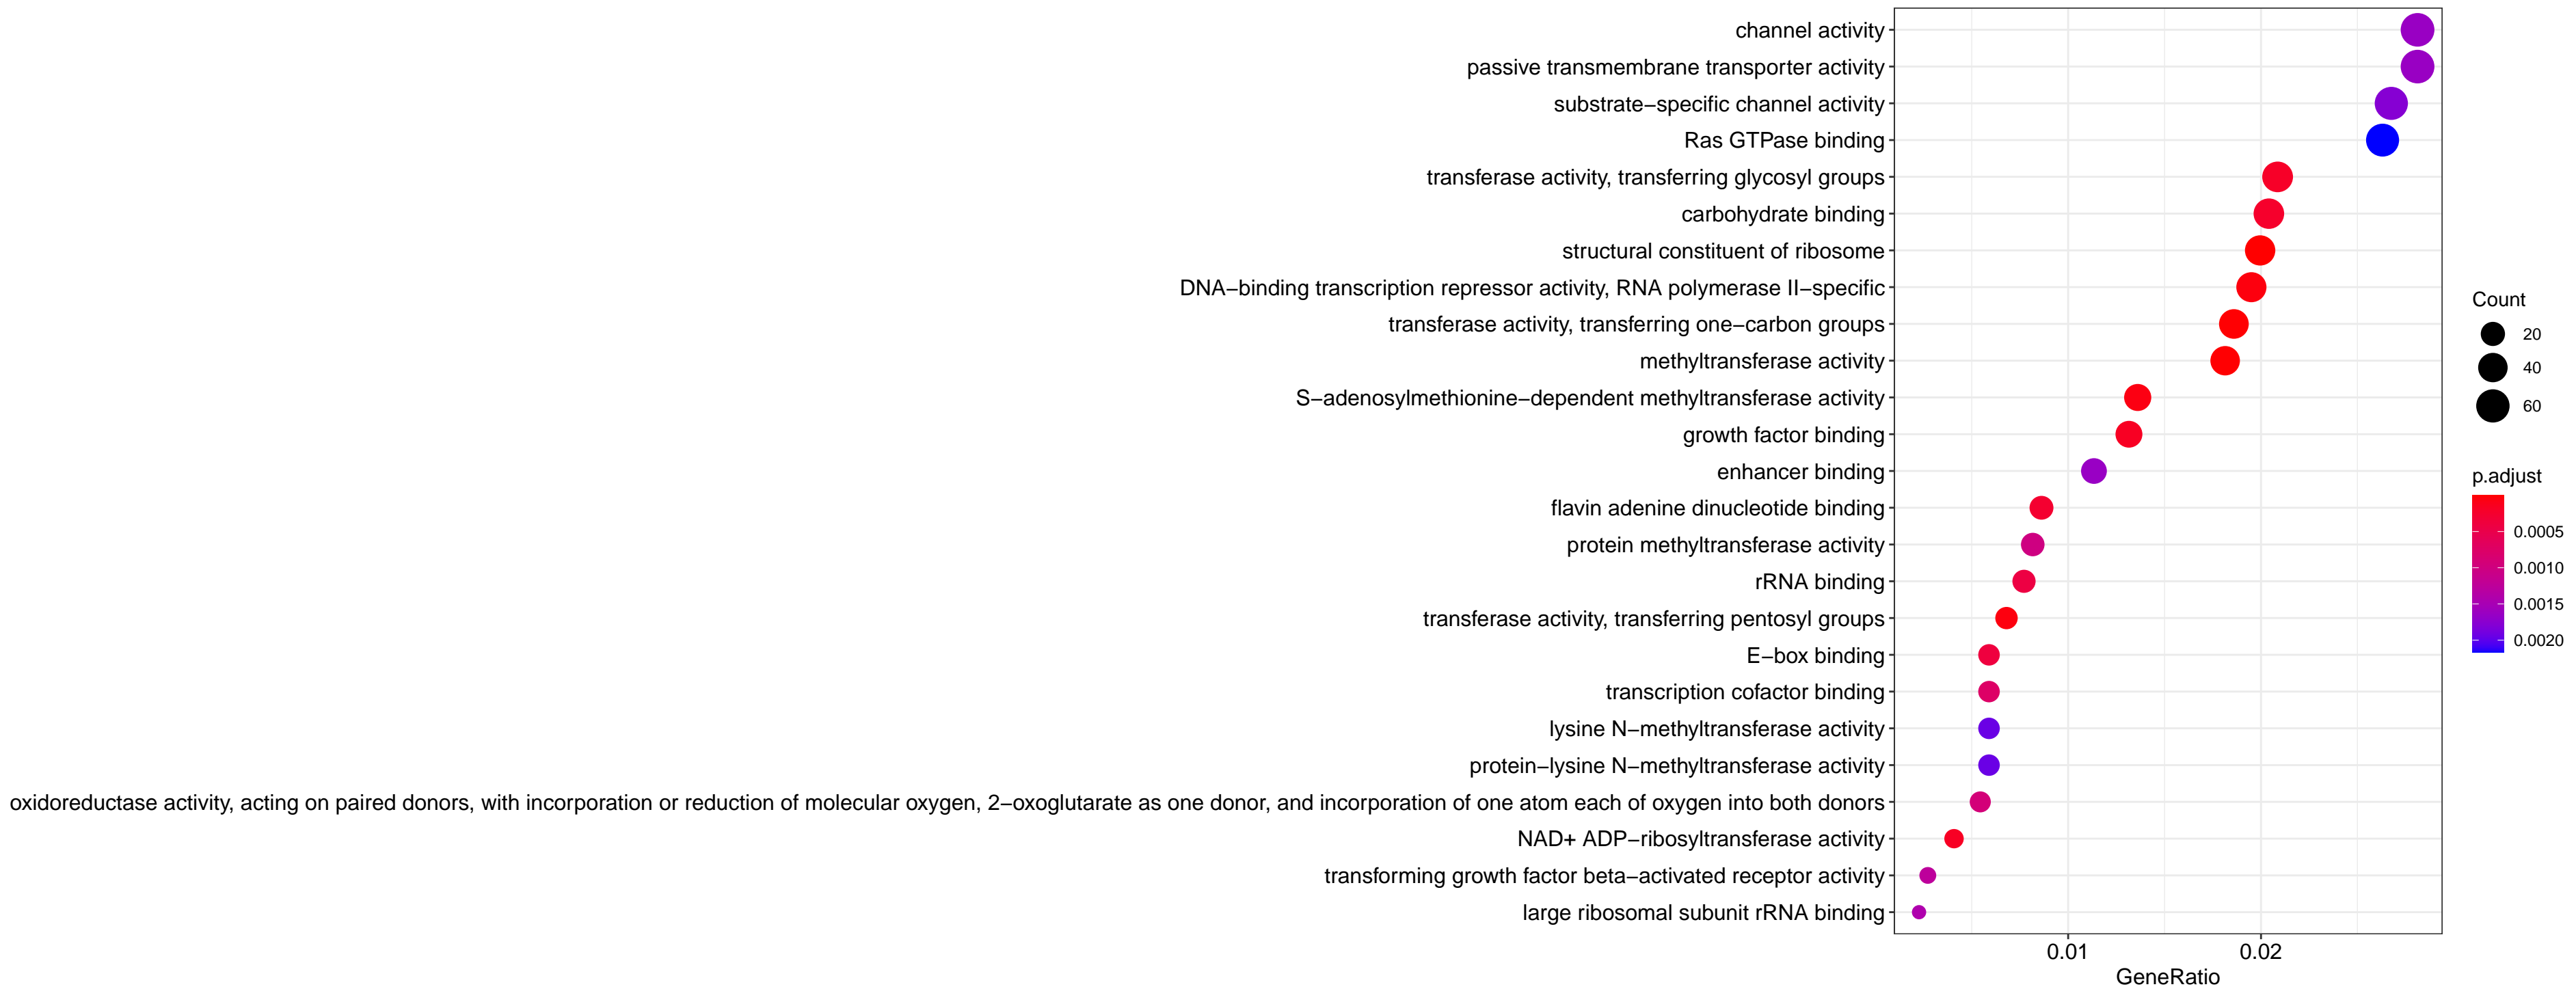 channel activity
passive transmembrane transporter activity
substrate−specific channel activity
Ras GTPase binding
transferase activity, transferring glycosyl groups
carbohydrate binding
structural constituent of ribosome
DNA−binding transcription repressor activity, RNA polymerase II−specific
transferase activity, transferring one−carbon groups
methyltransferase activity
S−adenosylmethionine−dependent methyltransferase activity
growth factor binding
enhancer binding
flavin adenine dinucleotide binding
protein methyltransferase activity
rRNA binding
transferase activity, transferring pentosyl groups
E−box binding
transcription cofactor binding
lysine N−methyltransferase activity
protein−lysine N−methyltransferase activity
oxidoreductase activity, acting on paired donors, with incorporation or reduction of molecular oxygen, 2−oxoglutarate as one donor, and incorporation of one atom each of oxygen into both donors
NAD+ ADP−ribosyltransferase activity
transforming growth factor beta−activated receptor activity
large ribosomal subunit rRNA binding
0.01 0.02
GeneRatio
Count
20
40
60
p.adjust
0.0005
0.0010
0.0015
0.0020